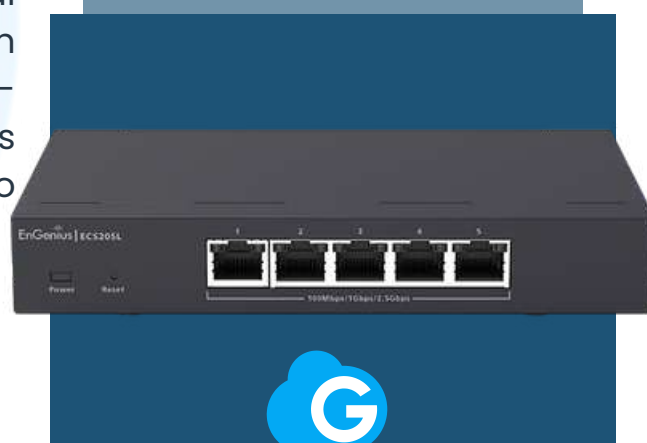 EnGenius | ECS205L
1 2 3 4 5
Power Reset
100Mbps/1Gbps/2.5Gbps
G